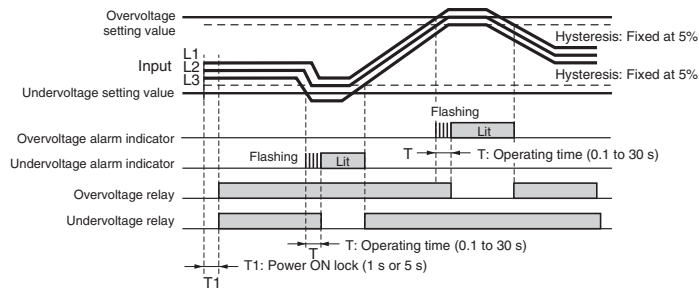 Overvoltage
setting value
Hysteresis: Fixed at 5%
L1
L2
L3
Input
Hysteresis: Fixed at 5%
Undervoltage setting value
Flashing
Overvoltage alarm indicator
Lit
Flashing
T
T: Operating time (0.1 to 30 s)
Undervoltage alarm indicator
Lit
Overvoltage relay
Undervoltage relay
T
T: Operating time (0.1 to 30 s)
T1: Power ON lock (1 s or 5 s)
T1